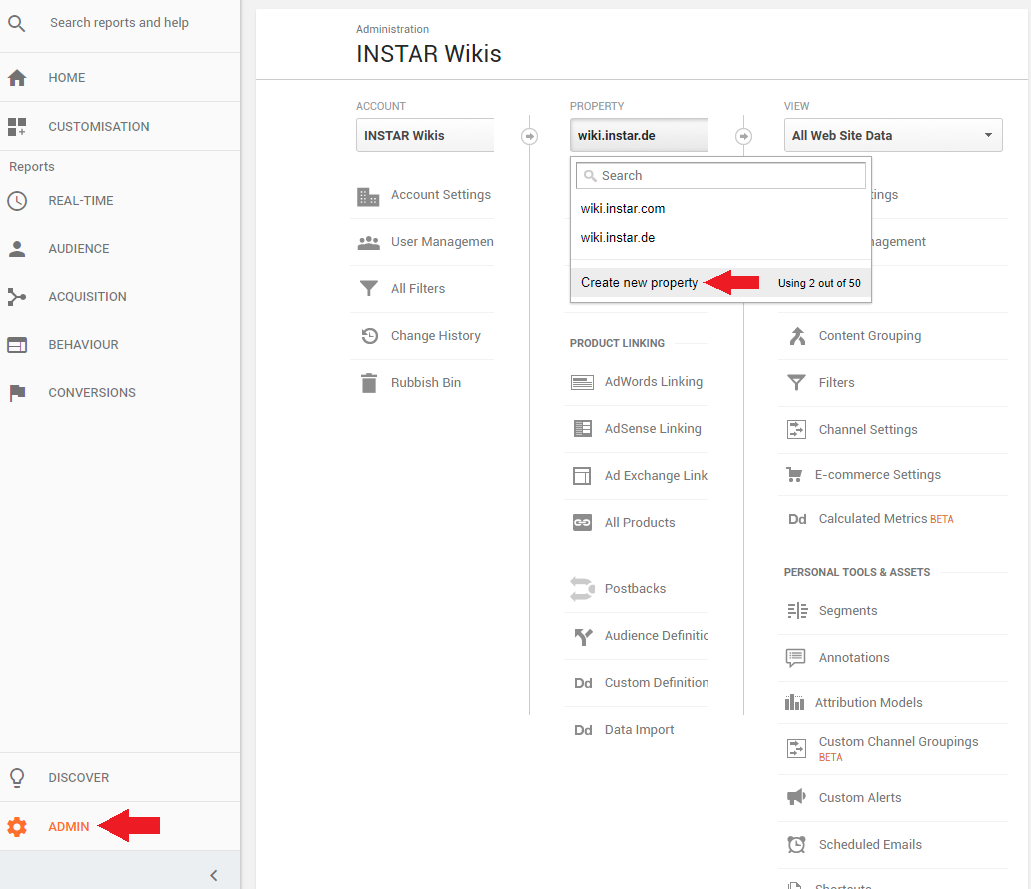 Search reports and help
HOME
CUSTOMISATION
Reports
REAL-TIME
AUDIENCE
ACQUISITION
BEHAVIOUR
CONVERSIONS
DISCOVER
ADMIN
Administration
INSTAR Wikis
ACCOUNT
INSTAR Wikis
Account Settings
User Managemen
All Filters
Change History
Rubbish Bin
PROPERTY
wiki.instar.de
Search
wiki.instar.com
wiki.instar.de
Create new property Using 2 out of 50
PRODUCT LINKING
AdWords Linking
AdSense Linking
Ad Exchange Link
All Products
Postbacks
Audience Definitio
Dd Custom Definition
Dd Data Import
VIEW
All Web Site Data
tings
nagement
Content Grouping
Filters
Channel Settings
E-commerce Settings
Dd Calculated Metrics BETA
PERSONAL TOOLS & ASSETS
Segments
Annotations
Attribution Models
Custom Channel Groupings
BETA
Custom Alerts
Scheduled Emails
Shortcuts